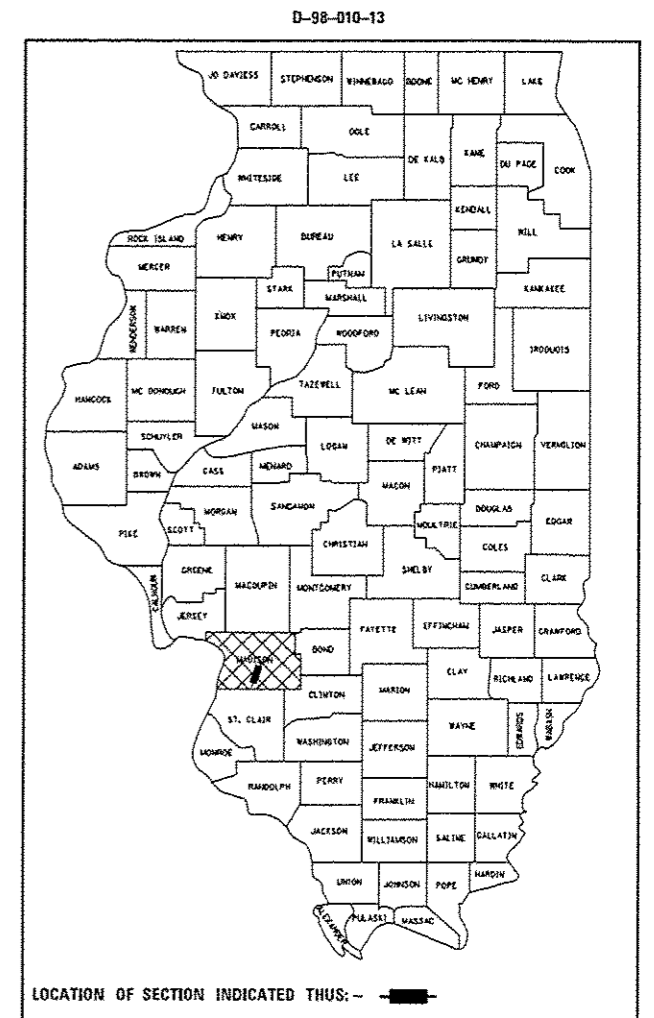 D-98-010-13
JO DAVIESS STEPHENSON WINNEBAGO BOONE MC HENRY LAKE
CARROLL OGLE DE KALB KANE DU PAGE COOK
WHITESIDE LEE
KENDALL WILL
ROCK ISLAND HENRY BUREAU LA SALLE GRUNDY
MERCER PUTNAM
STARK MARSHALL KANKAKEE
HENDERSON WARREN KNOX PEORIA WOODFORD LIVINGSTON IROQUOIS
HANCOCK MC DONOUGH FULTON TAZEWELL MC LEAN FORD
MASON
SCHUYLER LOGAN DE WITT CHAMPAIGN VERMILION
ADAMS BROWN CASS MENARD PIATT
MACON
PIKE SCOTT MORGAN SANGAMON MOULTRIE DOUGLAS EDGAR
CHRISTIAN COLES
CALHOUN GREENE MACOUPIN MONTGOMERY SHELBY CUMBERLAND CLARK
JERSEY
FAYETTE EFFINGHAM JASPER CRAWFORD
MADISON BOND
CLAY RICHLAND LAWRENCE
CLINTON MARION
ST. CLAIR WAYNE EDWARDS WABASH
MONROE WASHINGTON JEFFERSON
RANDOLPH PERRY HAMILTON WHITE
FRANKLIN
JACKSON WILLIAMSON SALINE GALLATIN
UNION JOHNSON POPE HARDIN
ALEXANDER PULASKI MASSAC
LOCATION OF SECTION INDICATED THUS:-